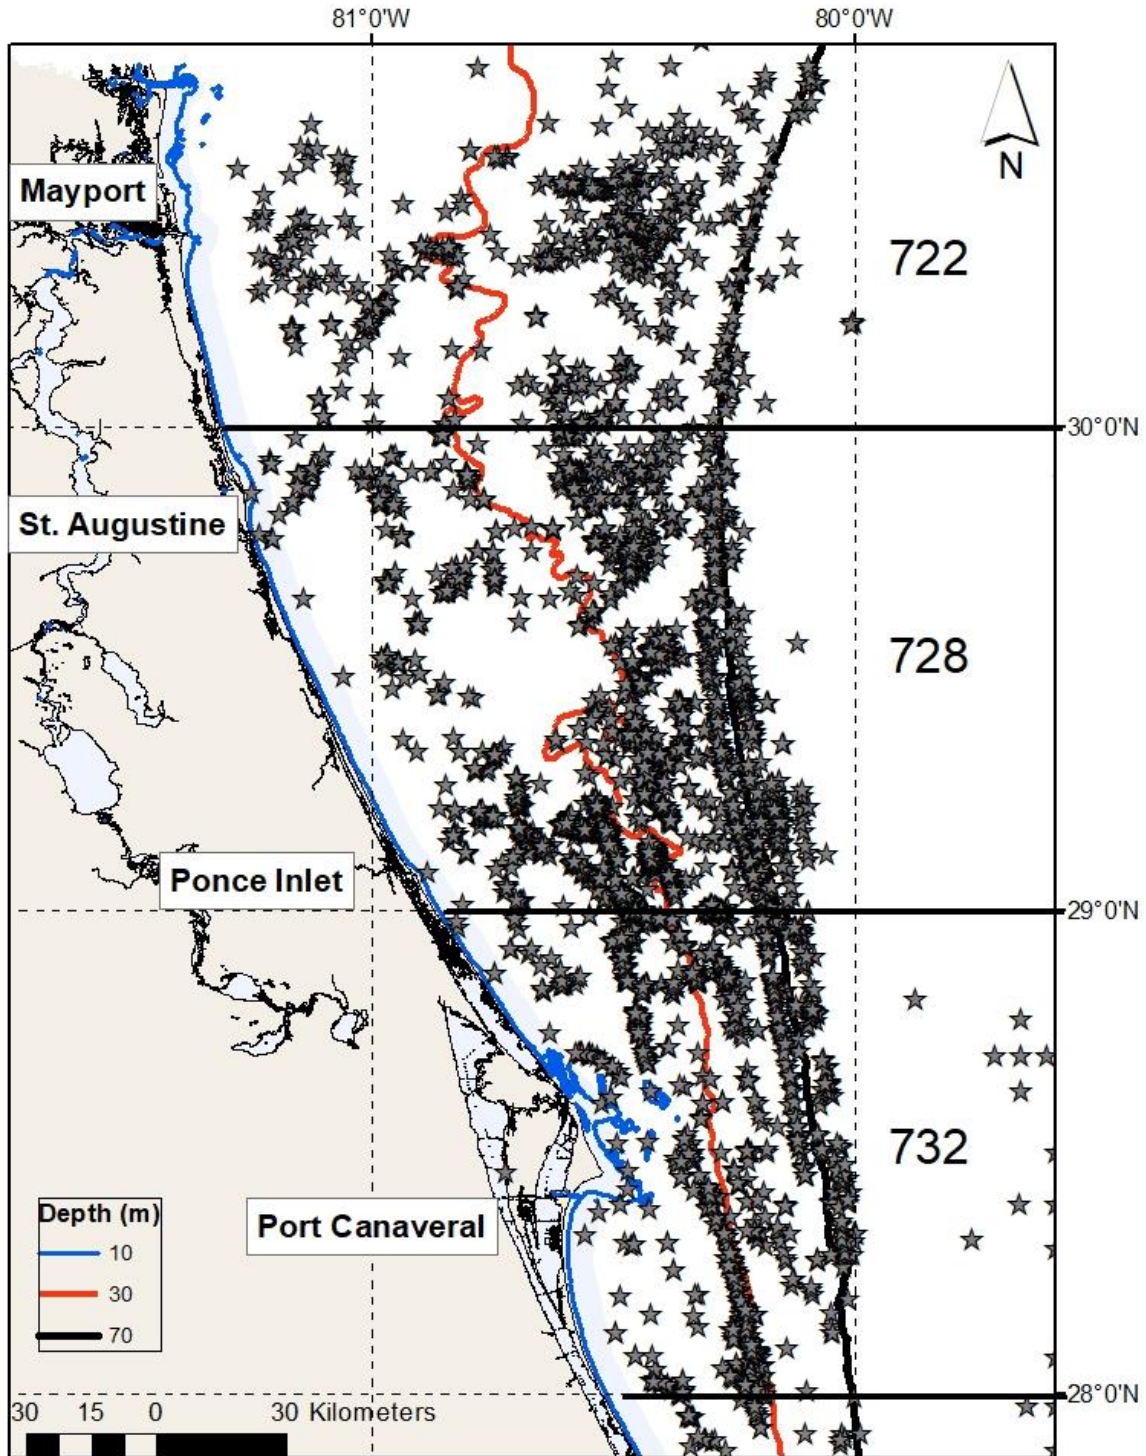 81°0'W
80°0'W
N
Mayport
722
30°0'N
St. Augustine
728
Ponce Inlet
29°0'N
732
Port Canaveral
Depth (m)
10
30
70
28°0'N
30 15 0 30 Kilometers